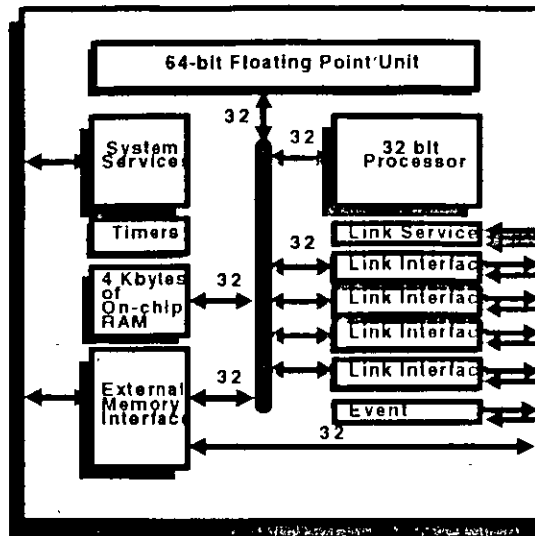 64-bit Floating Point Unit
32
32
System
Services
32 bit
Processor
Timers
Link Service
32
Link Interfac
4 Kbytes
of
On-chip
RAM
32
Link Interfac
Link Interfac
Link Interfac
External
Memory
Interface
32
Event
32